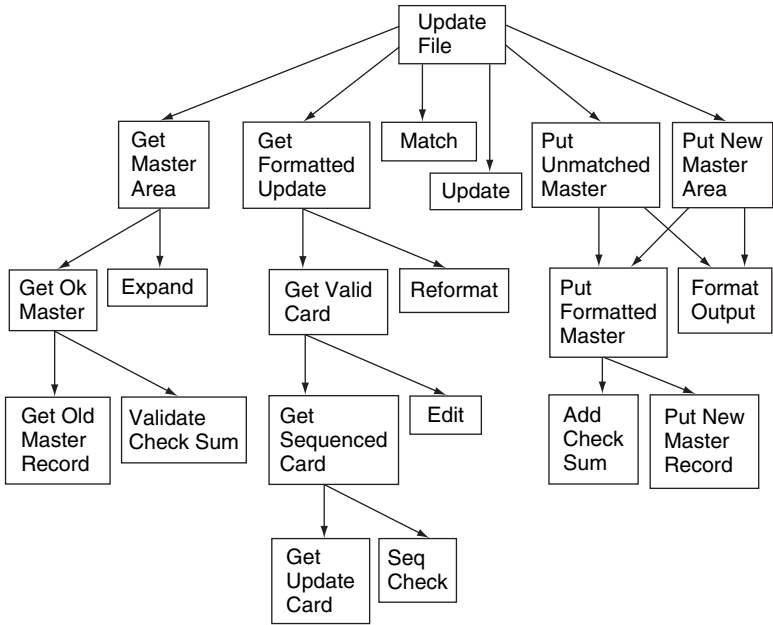 Update
File
Get
Master
Area
Get
Formatted
Update
Match
Update
Put
Unmatched
Master
Put New
Master
Area
Get Ok
Master
Expand
Get Valid
Card
Reformat
Put
Formatted
Master
Format
Output
Get Old
Master
Record
Validate
Check Sum
Get
Sequenced
Card
Edit
Add
Check
Sum
Put New
Master
Record
Get
Update
Card
Seq
Check